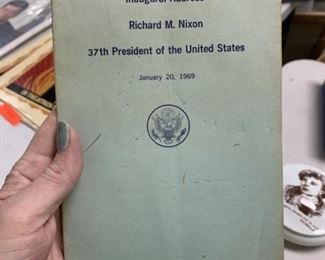 Inaugural Address
Richard M. Nixon
37th President of the United States
January 20, 1969